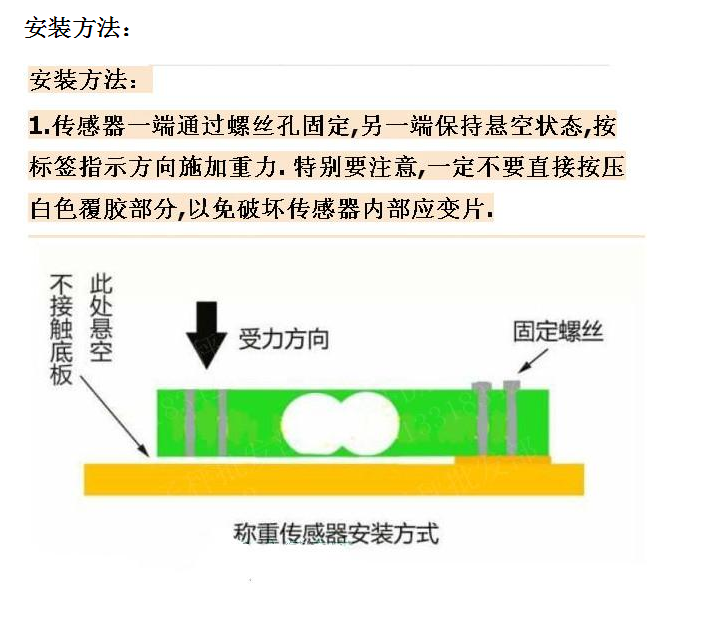 安装方法：
安装方法：
1.传感器一端通过螺丝孔固定,另一端保持悬空状态,按
标签指示方向施加重力. 特别要注意,一定不要直接按压
白色覆胶部分,以免破坏传感器内部应变片.
此处悬空
不接触底板
受力方向
固定螺丝
称重传感器安装方式